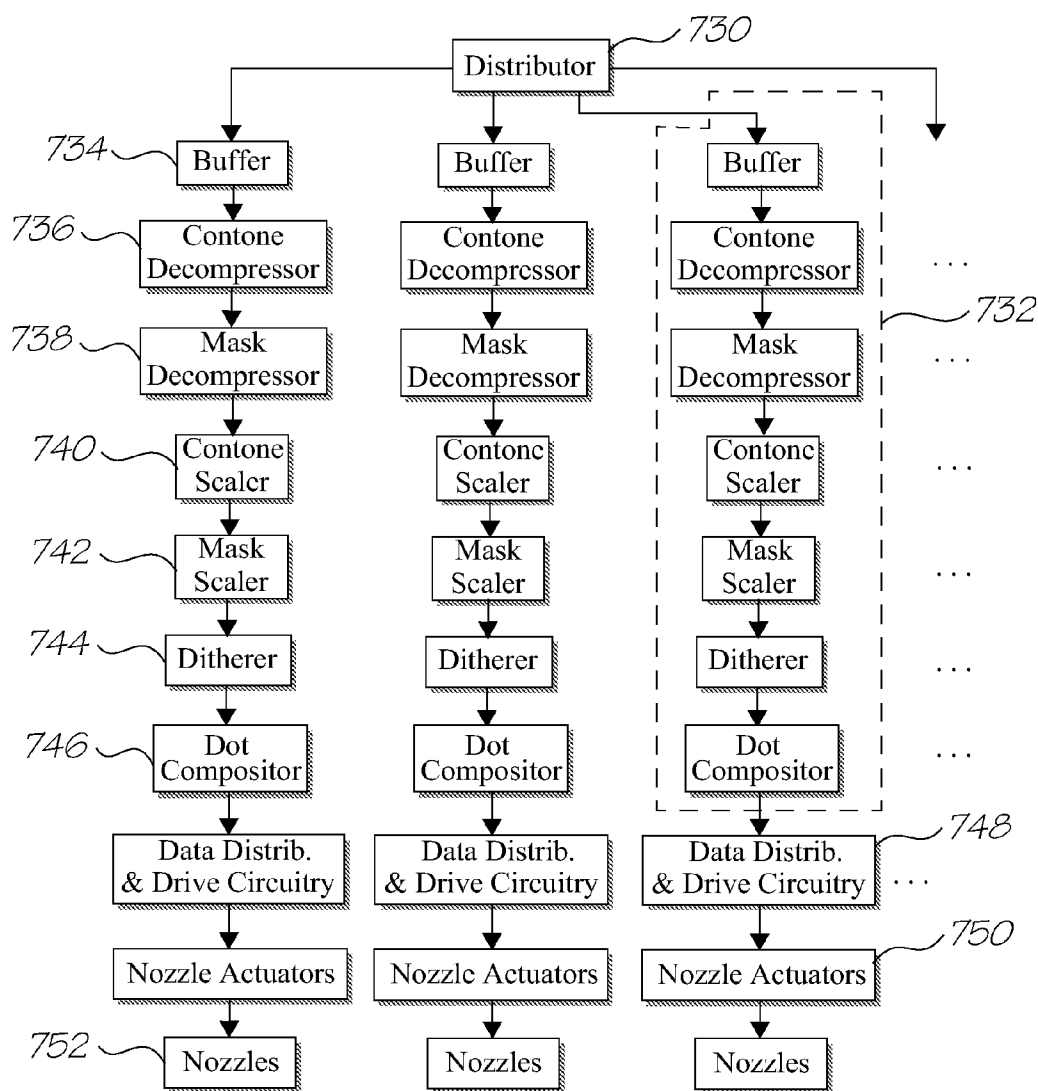 730
Distributor
734
Buffer
Buffer
Buffer
736
Contone
Decompressor
Contone
Decompressor
Contone
Decompressor
. . .
732
738
Mask
Decompressor
Mask
Decompressor
Mask
Decompressor
. . .
740
Contone
Scaler
Contone
Scaler
Contone
Scaler
. . .
742
Mask
Scaler
Mask
Scaler
Mask
Scaler
. . .
744
Ditherer
Ditherer
Ditherer
. . .
746
Dot
Compositor
Dot
Compositor
Dot
Compositor
. . .
748
Data Distrib.
& Drive Circuitry
Data Distrib.
& Drive Circuitry
Data Distrib.
& Drive Circuitry
. . .
750
Nozzle Actuators
Nozzle Actuators
Nozzle Actuators
752
Nozzles
Nozzles
Nozzles